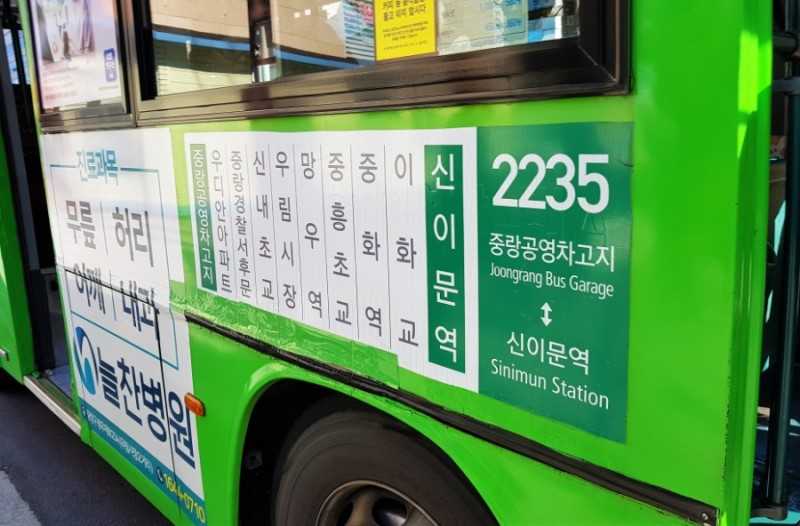 진료과목
무릎 허리
어깨 내과
늘찬병원
1644-0710
중랑공영차고지
우디안아파트
중랑경찰서후문
신내초교
우림시장
망우역
중흥초교
중화역
이화교
신이문역
2235
중랑공영차고지
Joongrang Bus Garage
↕
신이문역
Sinimun Station